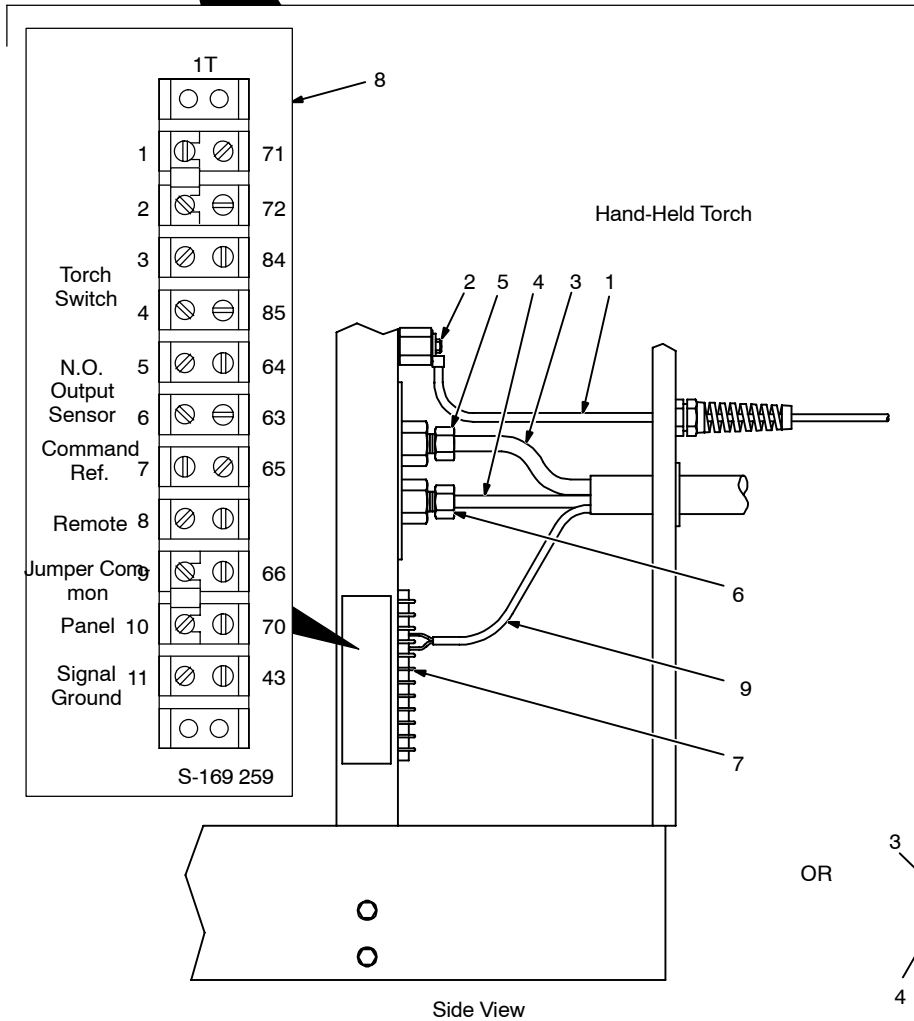 1T
8
1 71
2 72
Hand-Held Torch
3 84
Torch
Switch
4 85
2 5 4 3 1
5 64
N.O.
Output
Sensor
6 63
Command
Ref.
7 65
Remote 8
6
Jumper Com-
mon
9 66
Panel 10 70
9
Signal
Ground
11 43
7
S-169 259
3
OR
4
Side View